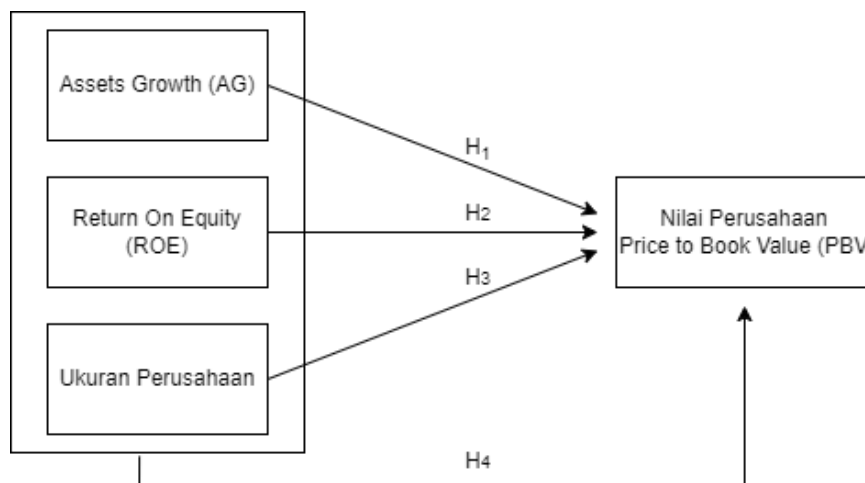 Assets Growth (AG)
H1
Return On Equity
(ROE)
H2
Nilai Perusahaan
Price to Book Value (PBV
H3
Ukuran Perusahaan
H4